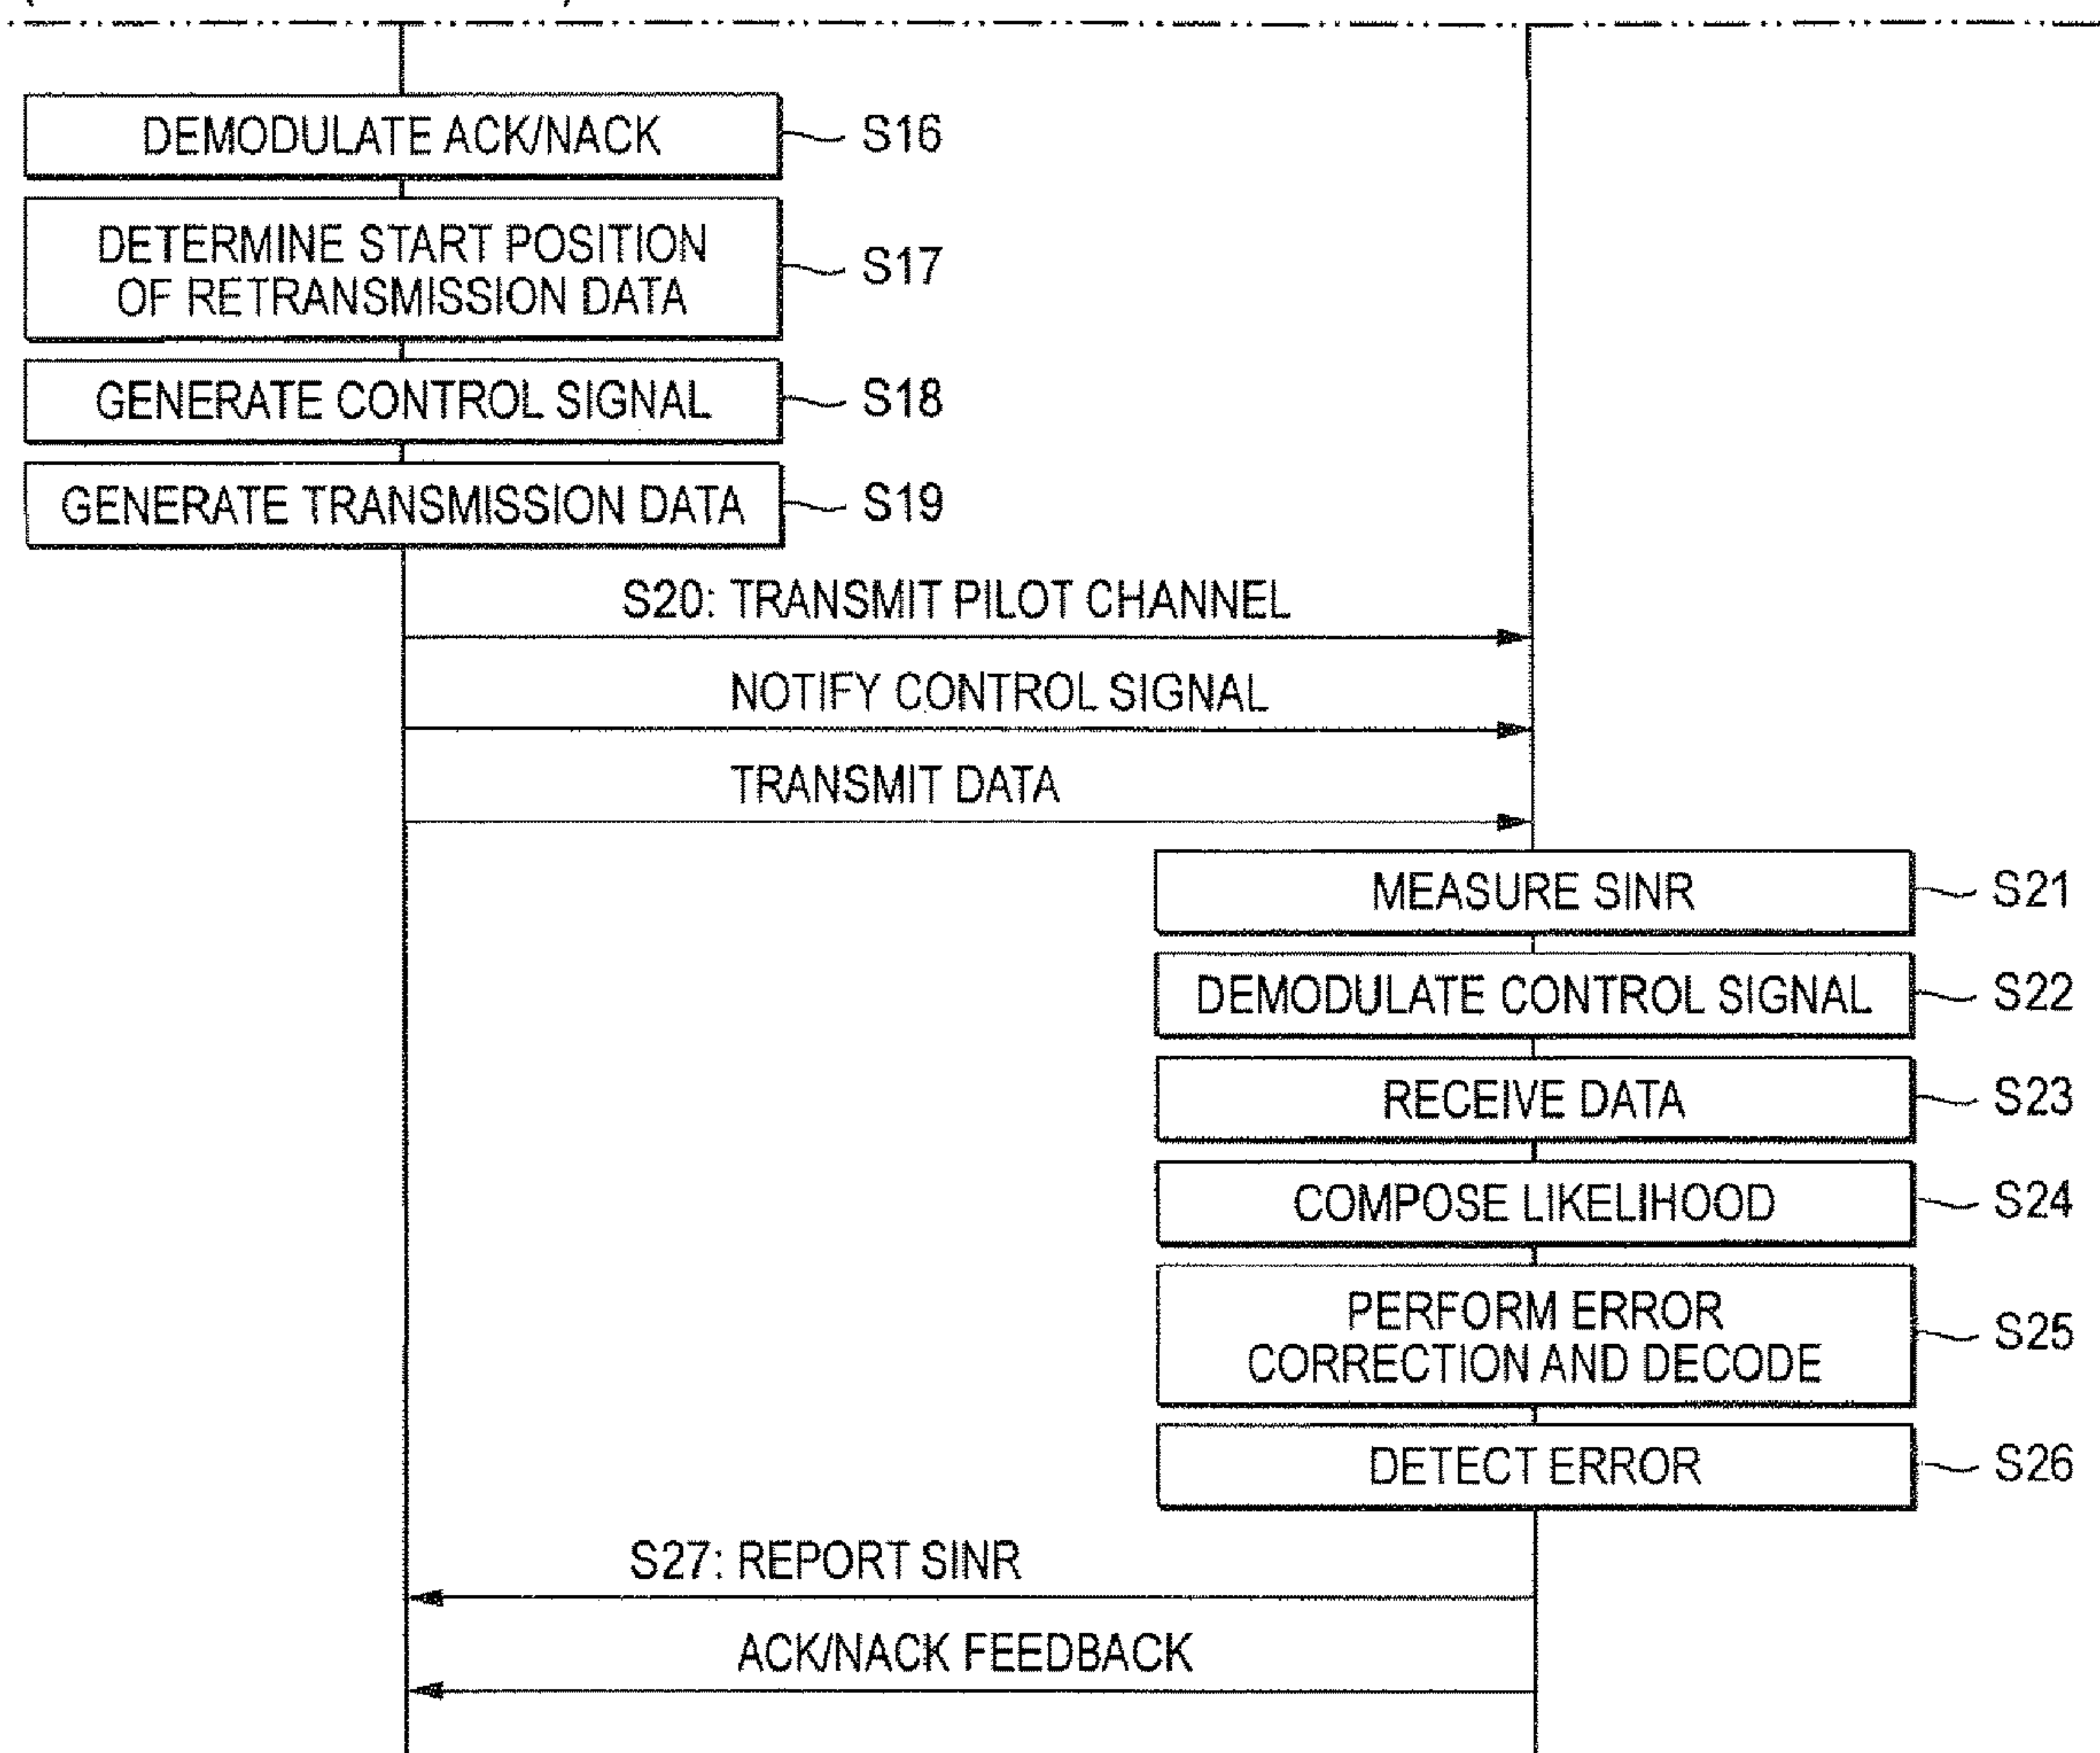 DEMODULATE ACK/NACK
S16
DETERMINE START POSITION
OF RETRANSMISSION DATA
S17
GENERATE CONTROL SIGNAL
S18
GENERATE TRANSMISSION DATA
S19
S20: TRANSMIT PILOT CHANNEL
NOTIFY CONTROL SIGNAL
TRANSMIT DATA
MEASURE SINR
S21
DEMODULATE CONTROL SIGNAL
S22
RECEIVE DATA
S23
COMPOSE LIKELIHOOD
S24
PERFORM ERROR
CORRECTION AND DECODE
S25
DETECT ERROR
S26
S27: REPORT SINR
ACK/NACK FEEDBACK